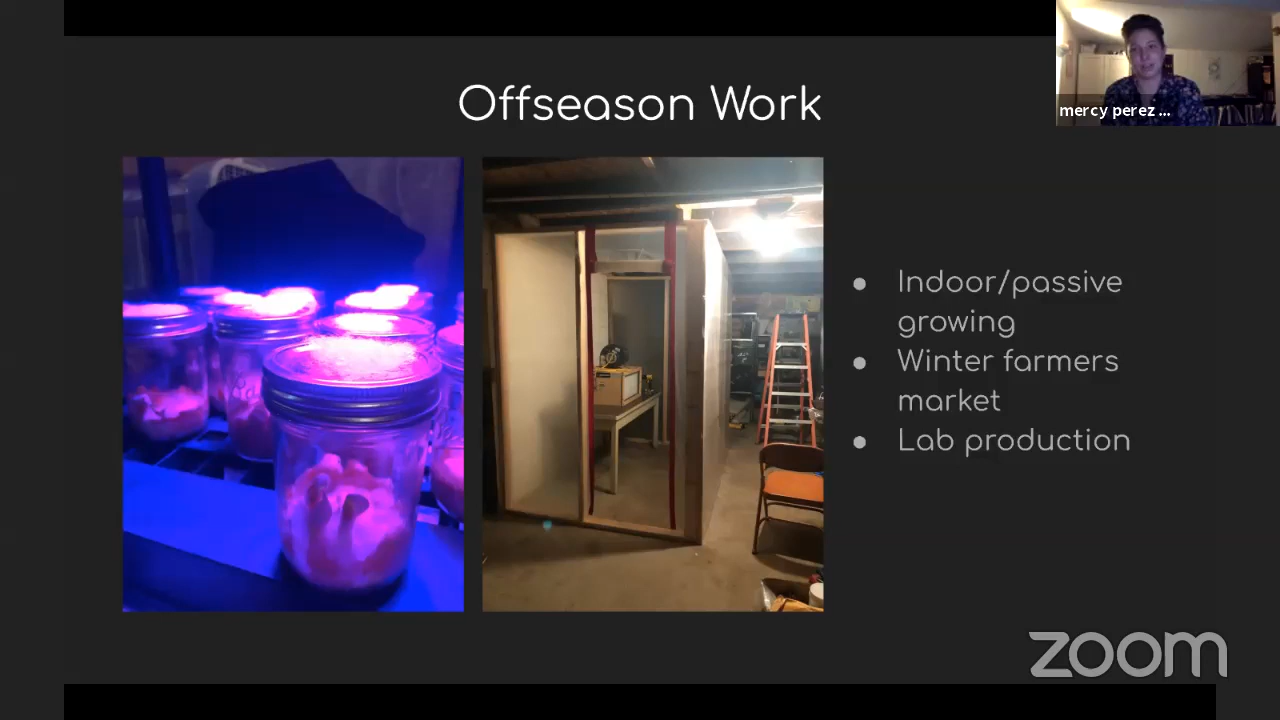 Offseason Work
mercy perez ...
● Indoor/passive
growing
● Winter farmers
market
● Lab production
zoom